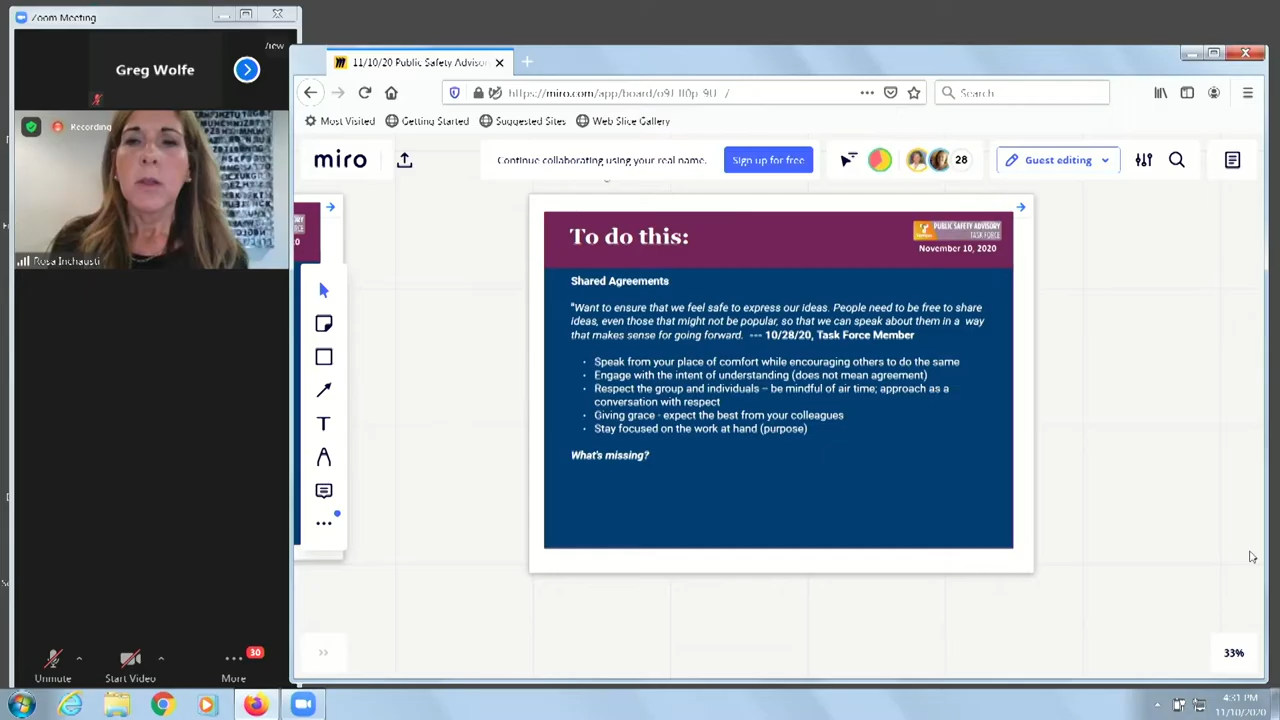 Zoom Meeting
View
Greg Wolfe
Recording
Rosa Inchausti
Unmute
Start Video
30
More
11/10/20 Public Safety Advisor
Search
Most Visited
Getting Started
Suggested Sites
Web Slice Gallery
miro
Continue collaborating using your real name.
Sign up for free
28
Guest editing
To do this:
PUBLIC SAFETY ADVISORY
TASK FORCE
November 10, 2020
Shared Agreements
"Want to ensure that we feel safe to express our ideas. People need to be free to share
ideas, even those that might not be popular, so that we can speak about them in a way
that makes sense for going forward. --- 10/28/20, Task Force Member
· Speak from your place of comfort while encouraging others to do the same
· Engage with the intent of understanding (does not mean agreement)
· Respect the group and individuals – be mindful of air time; approach as a
conversation with respect
· Giving grace - expect the best from your colleagues
· Stay focused on the work at hand (purpose)
What's missing?
33%
4:31 PM
11/10/2020